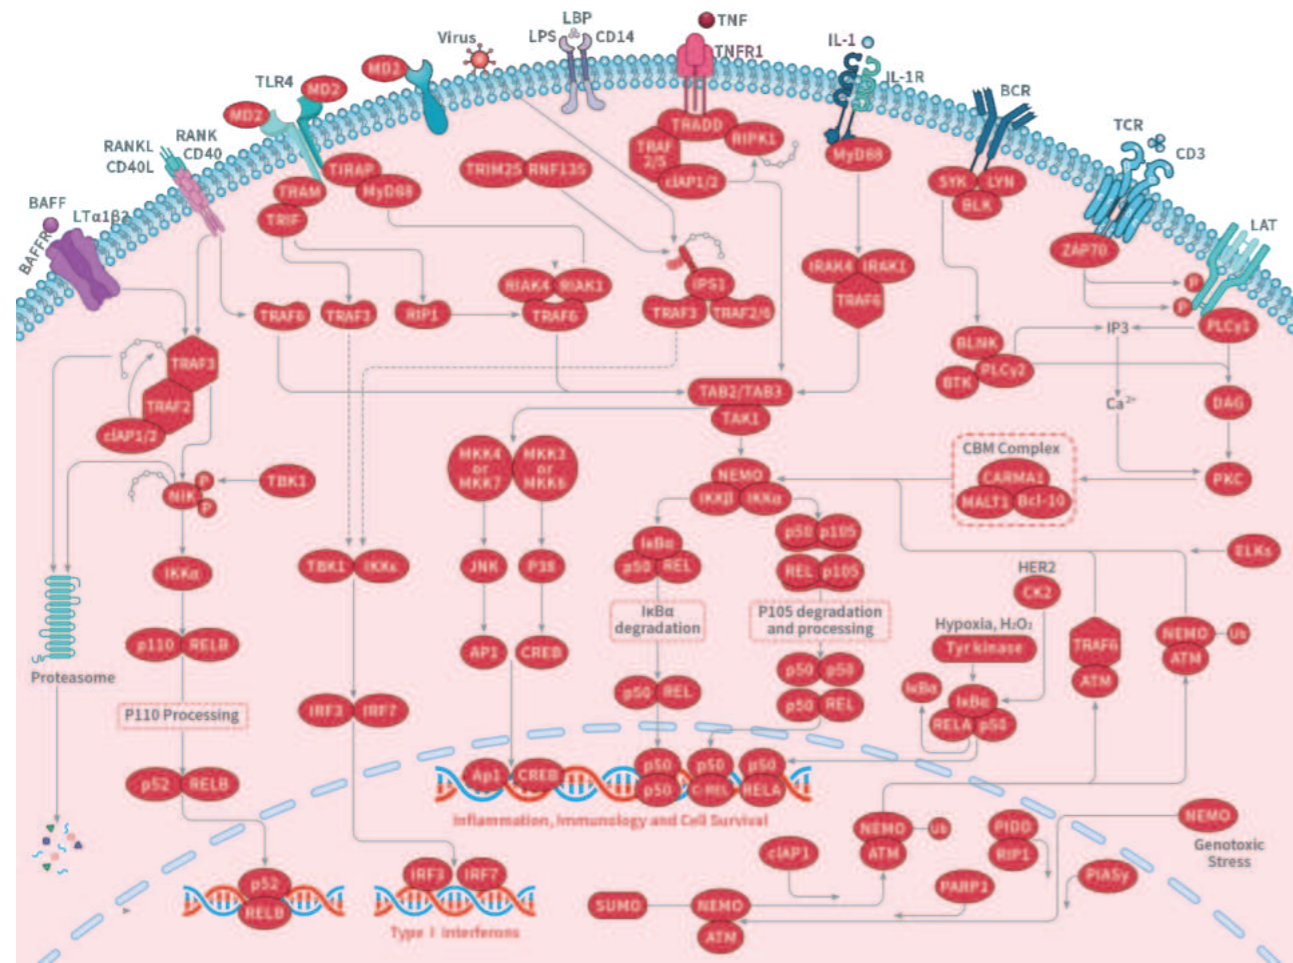 LBP
TNF
Virus
LPS
CD14
TNFR1
IL-1
IL-1R
MD2
TLR4
MD2
MD2
BCR
TCR
CD3
RANKL
CD40L
RANK
CD40
BAFF
LTα1β2
BAFFR
LAT
TRADD
RIPK1
TRAF
2/5
cIAP1/2
MyD88
SYK
LYN
BLK
ZAP70
TIRAP
TRAM
MyD88
TRIF
TRIM25
RNF135
P
P
IRAK4
IRAK1
TRAF6
RIAK4
RIAK1
TRAF6
IPS1
TRAF3
TRAF2/6
TRAF6
TRAF3
RIP1
IP3
PLCγ1
BLNK
PLCγ2
BTK
TRAF3
TRAF2
cIAP1/2
TAB2/TAB3
TAK1
Ca²⁺
DAG
MKK4
or
MKK7
MKK3
or
MKK6
CBM Complex
CARMA1
MALT1
Bcl-10
PKC
NEMO
IKKβ
IKKα
P
NIK
P
TBK1
IκBα
p50
REL
p50
p105
REL
p105
ELKs
IKKα
TBK1
IKKε
JNK
P38
HER2
CK2
IκBα
degradation
P105 degradation
and processing
Hypoxia, H₂O₂
Tyrkinase
TRAF6
ATM
NEMO
Ub
ATM
p110
RELB
AP1
CREB
Proteasome
p50
p50
p50
REL
p50
REL
IκBα
IκBα
RELA
p50
P110 Processing
IRF3
IRF7
p52
RELB
Ap1
CREB
p50
p50
p50
C-REL
p50
RELA
Inflammation, Immunology and Cell Survival
NEMO
Ub
ATM
PIDD
RIP1
NEMO
Genotoxic
Stress
cIAP1
PARP1
PIASy
p52
RELB
IRF3
IRF7
Type I interferons
SUMO
NEMO
ATM